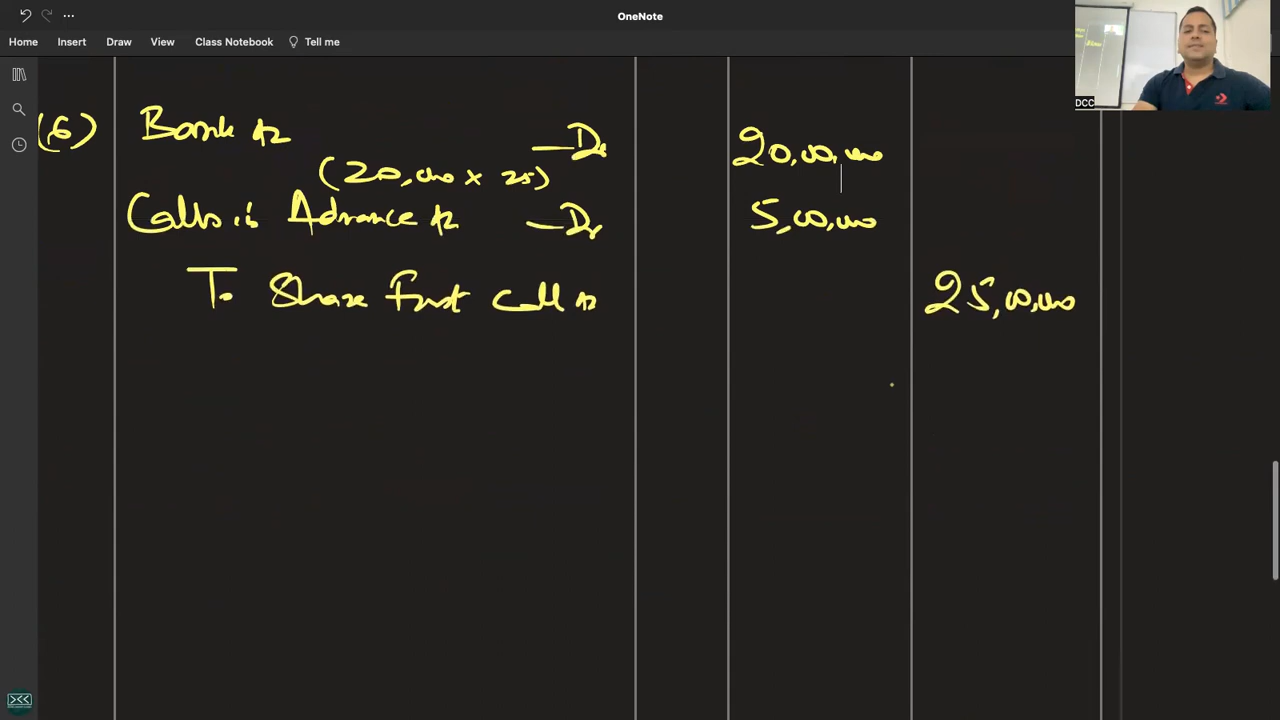 OneNote
Home Insert Draw View Class Notebook Tell me
DCC
(6) Bank A/c —Dr 20,00,000
(20,000 x 25)
Calls in Advance A/c —Dr 5,00,000
To Share first call A/c 25,00,000
DCC